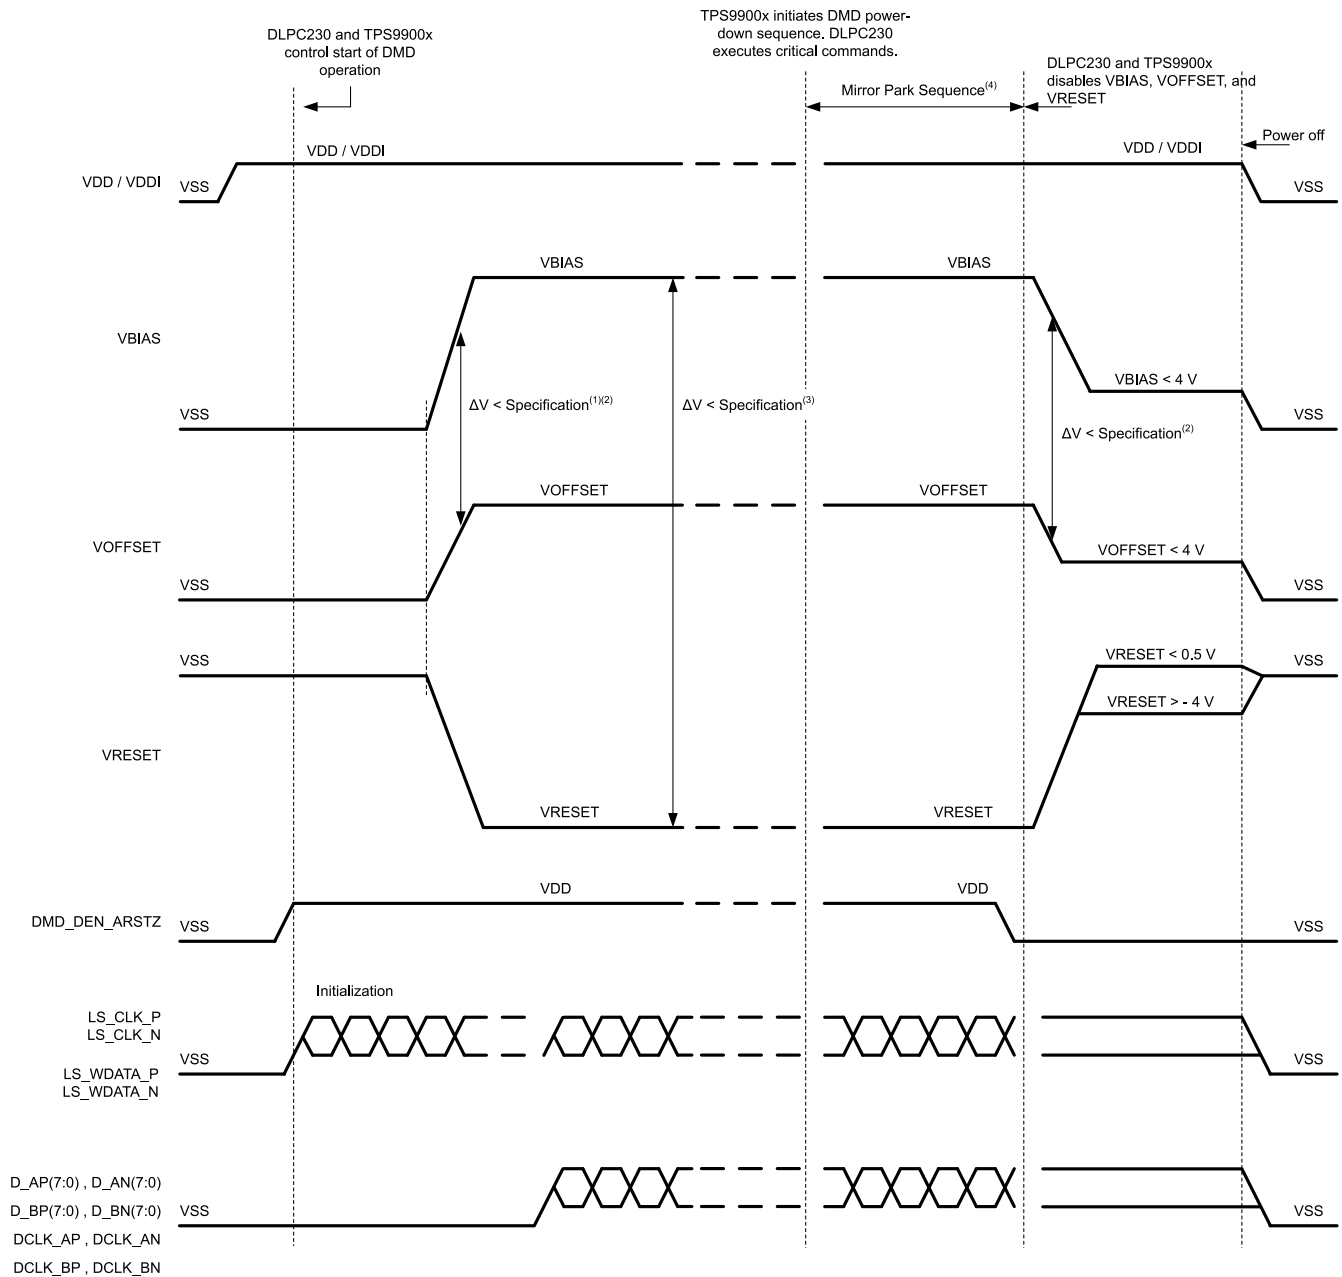 DLPC230 and TPS9900x
control start of DMD
operation
TPS9900x initiates DMD power-
down sequence. DLPC230
executes critical commands.
Mirror Park Sequence(4)
DLPC230 and TPS9900x
disables VBIAS, VOFFSET, and
VRESET
Power off
VDD / VDDI
VSS
VDD / VDDI
VDD / VDDI
VSS
VBIAS
VSS
VBIAS
VBIAS
VBIAS < 4 V
VSS
ΔV < Specification(1)(2)
ΔV < Specification(3)
ΔV < Specification(2)
VOFFSET
VSS
VOFFSET
VOFFSET
VOFFSET < 4 V
VSS
VRESET
VSS
VRESET
VRESET
VRESET < 0.5 V
VRESET > - 4 V
VSS
DMD_DEN_ARSTZ
VSS
VDD
VDD
VSS
LS_CLK_P
LS_CLK_N
LS_WDATA_P
LS_WDATA_N
VSS
Initialization
VSS
D_AP(7:0) , D_AN(7:0)
D_BP(7:0) , D_BN(7:0)
DCLK_AP , DCLK_AN
DCLK_BP , DCLK_BN
VSS
VSS